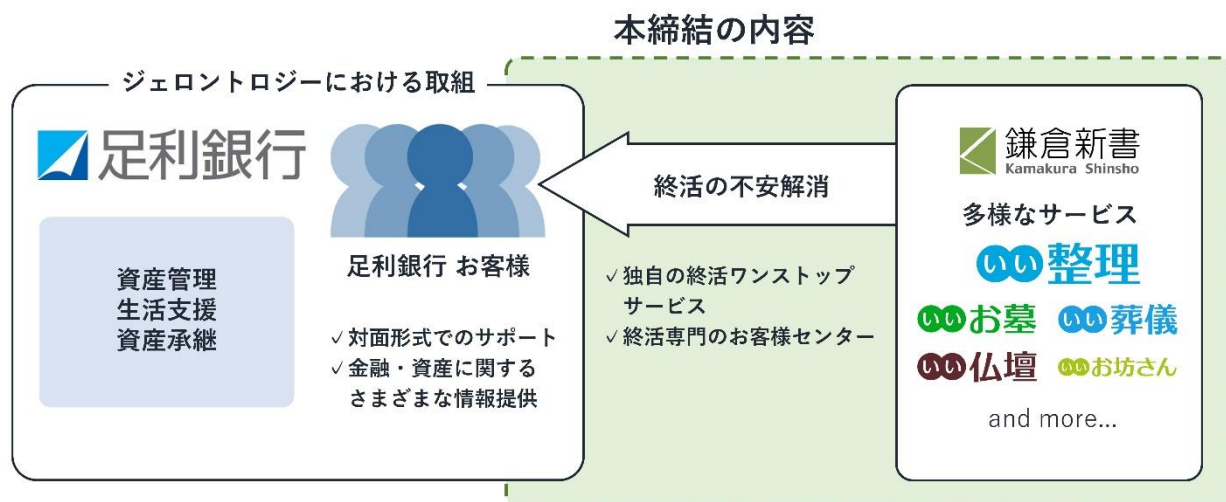 本締結の内容
ジェロントロジーにおける取組
足利銀行
資産管理
生活支援
資産承継
足利銀行 お客様
✓対面形式でのサポート
✓金融・資産に関する
さまざまな情報提供
終活の不安解消
✓独自の終活ワンストップ
サービス
✓終活専門のお客様センター
鎌倉新書
Kamakura Shinsho
多様なサービス
いい整理
いいお墓
いい葬儀
いい仏壇
いいお坊さん
and more...